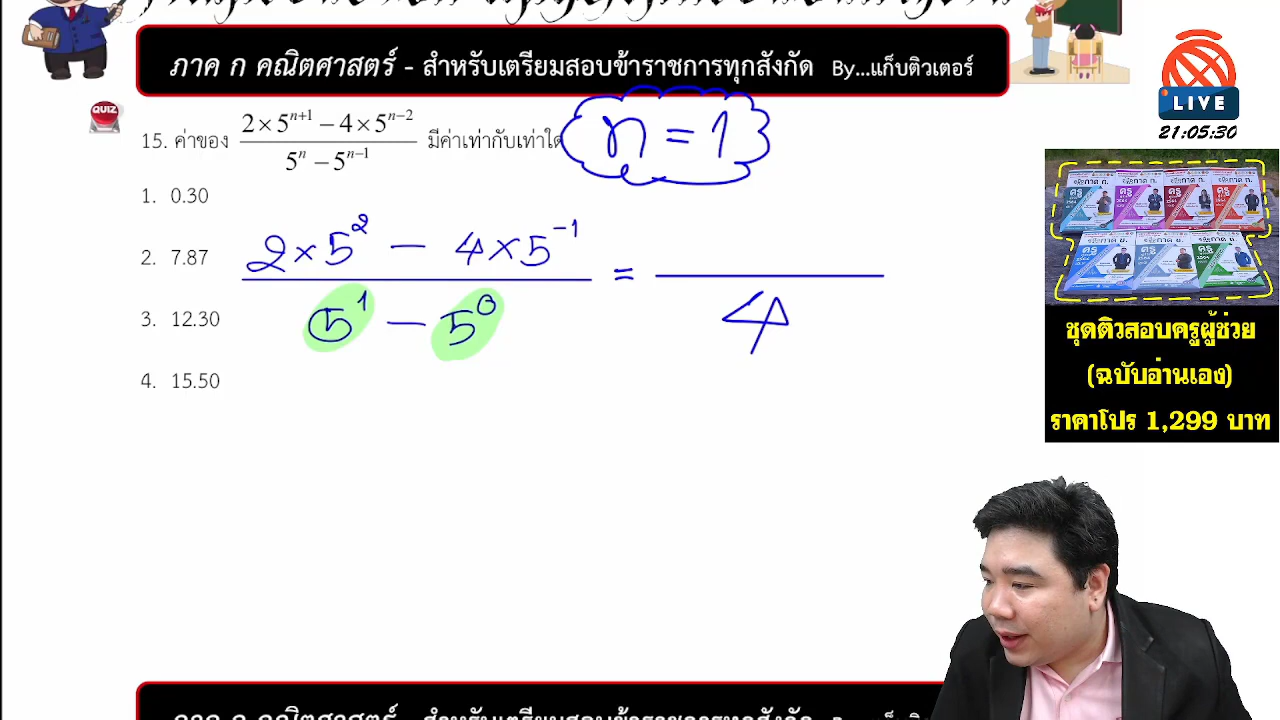 ภาค ก คณิตศาสตร์ - สำหรับเตรียมสอบข้าราชการทุกสังกัด By...แก็บติวเตอร์
QUIZ
LIVE
21:05:30
15. ค่าของ (2×5^{n+1} − 4×5^{n−2})/(5^n − 5^{n−1}) มีค่าเท่ากับเท่าใด
n = 1
1. 0.30
2. 7.87
3. 12.30
4. 15.50
2×5^2 − 4×5^{−1}
5^1 − 5^0
=
4
ชุดติวสอบครูผู้ช่วย
(ฉบับอ่านเอง)
ราคาโปร 1,299 บาท